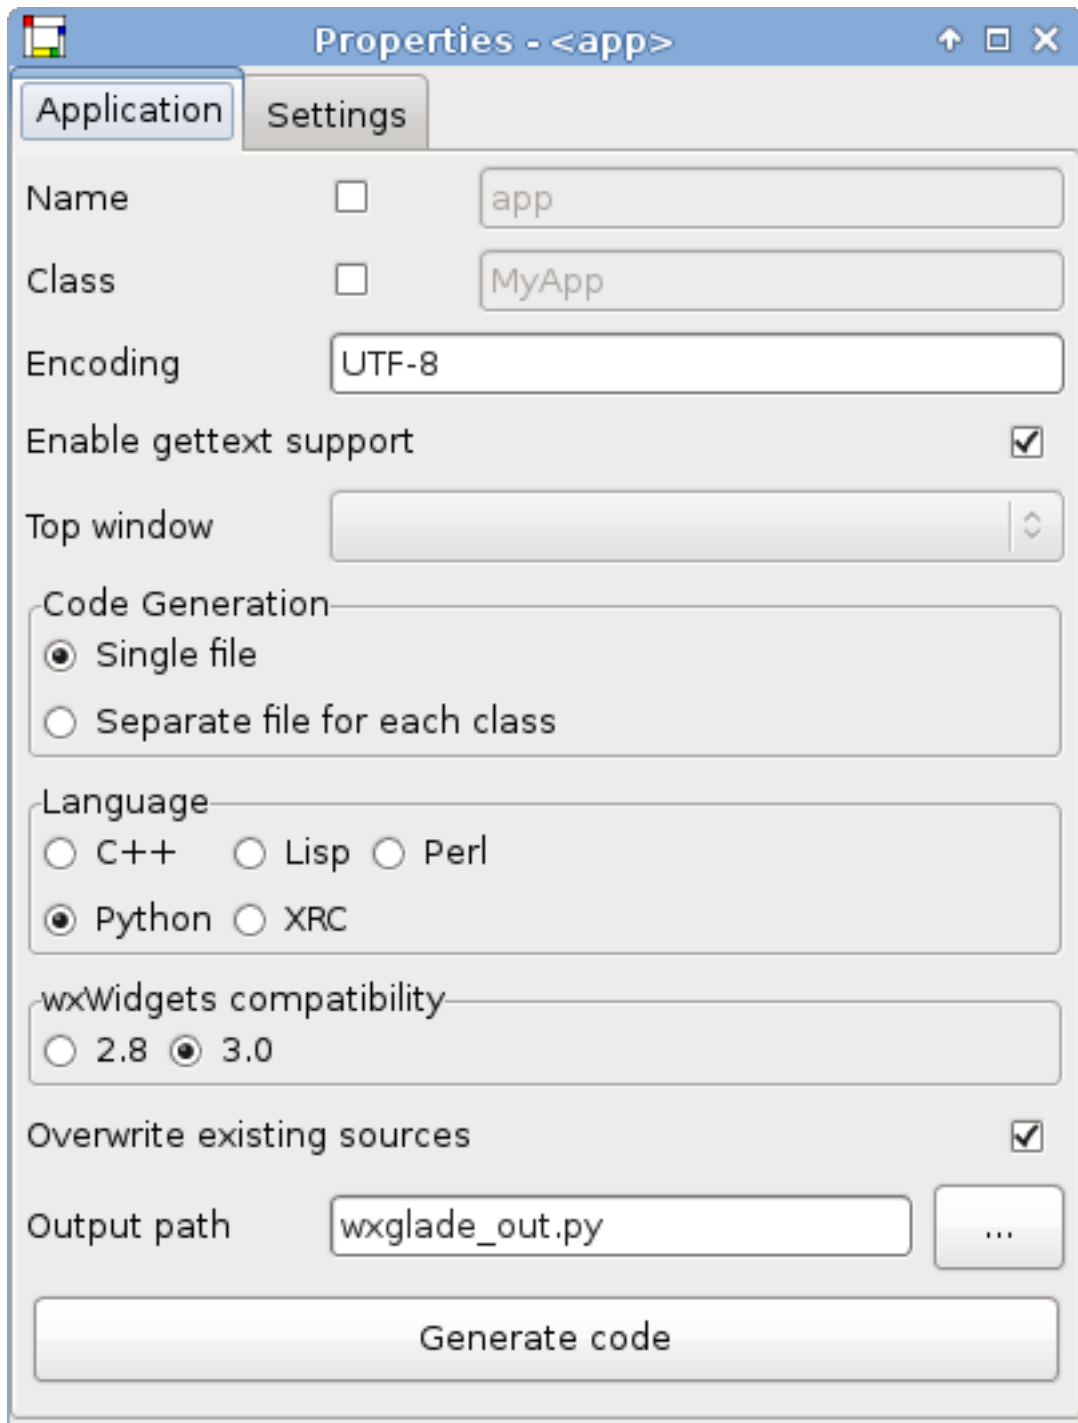 Properties - <app>
Application Settings
Name app
Class MyApp
Encoding UTF-8
Enable gettext support
Top window
Code Generation
Single file
Separate file for each class
Language
C++ Lisp Perl
Python XRC
wxWidgets compatibility
2.8 3.0
Overwrite existing sources
Output path wxglade_out.py ...
Generate code